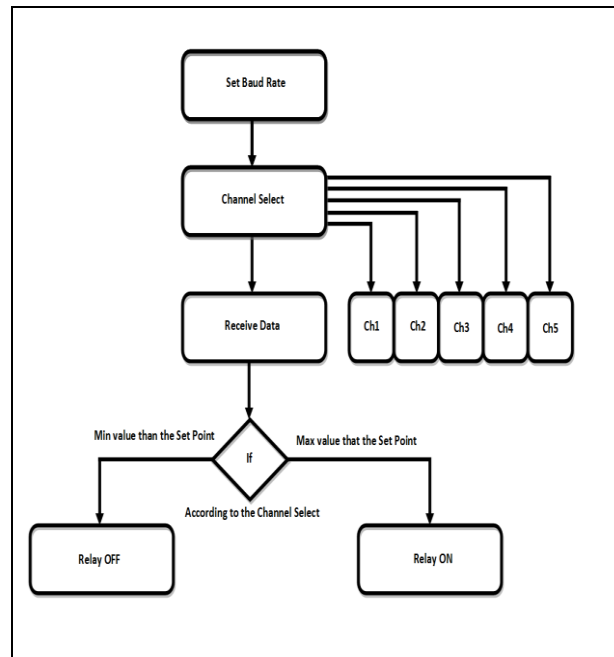 Set Baud Rate
Channel Select
Receive Data
Ch1
Ch2
Ch3
Ch4
Ch5
Min value than the Set Point
Max value that the Set Point
If
According to the Channel Select
Relay OFF
Relay ON